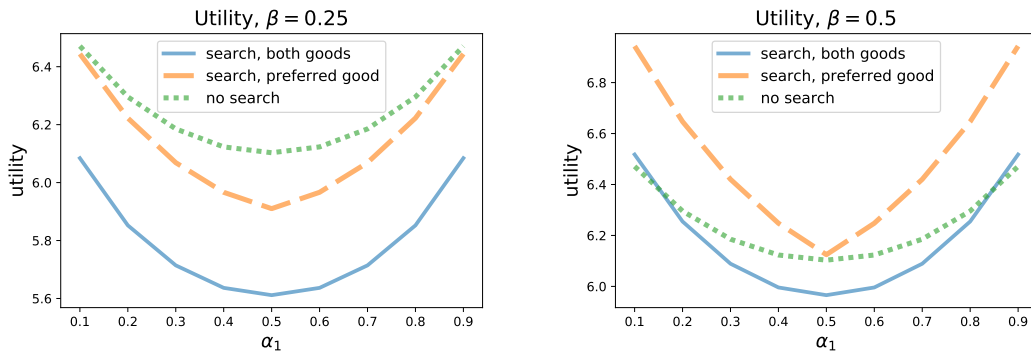 Utility, β = 0.25
search, both goods
search, preferred good
no search
utility
6.4
6.2
6.0
5.8
5.6
0.1 0.2 0.3 0.4 0.5 0.6 0.7 0.8 0.9
α₁
Utility, β = 0.5
search, both goods
search, preferred good
no search
utility
6.8
6.6
6.4
6.2
6.0
0.1 0.2 0.3 0.4 0.5 0.6 0.7 0.8 0.9
α₁